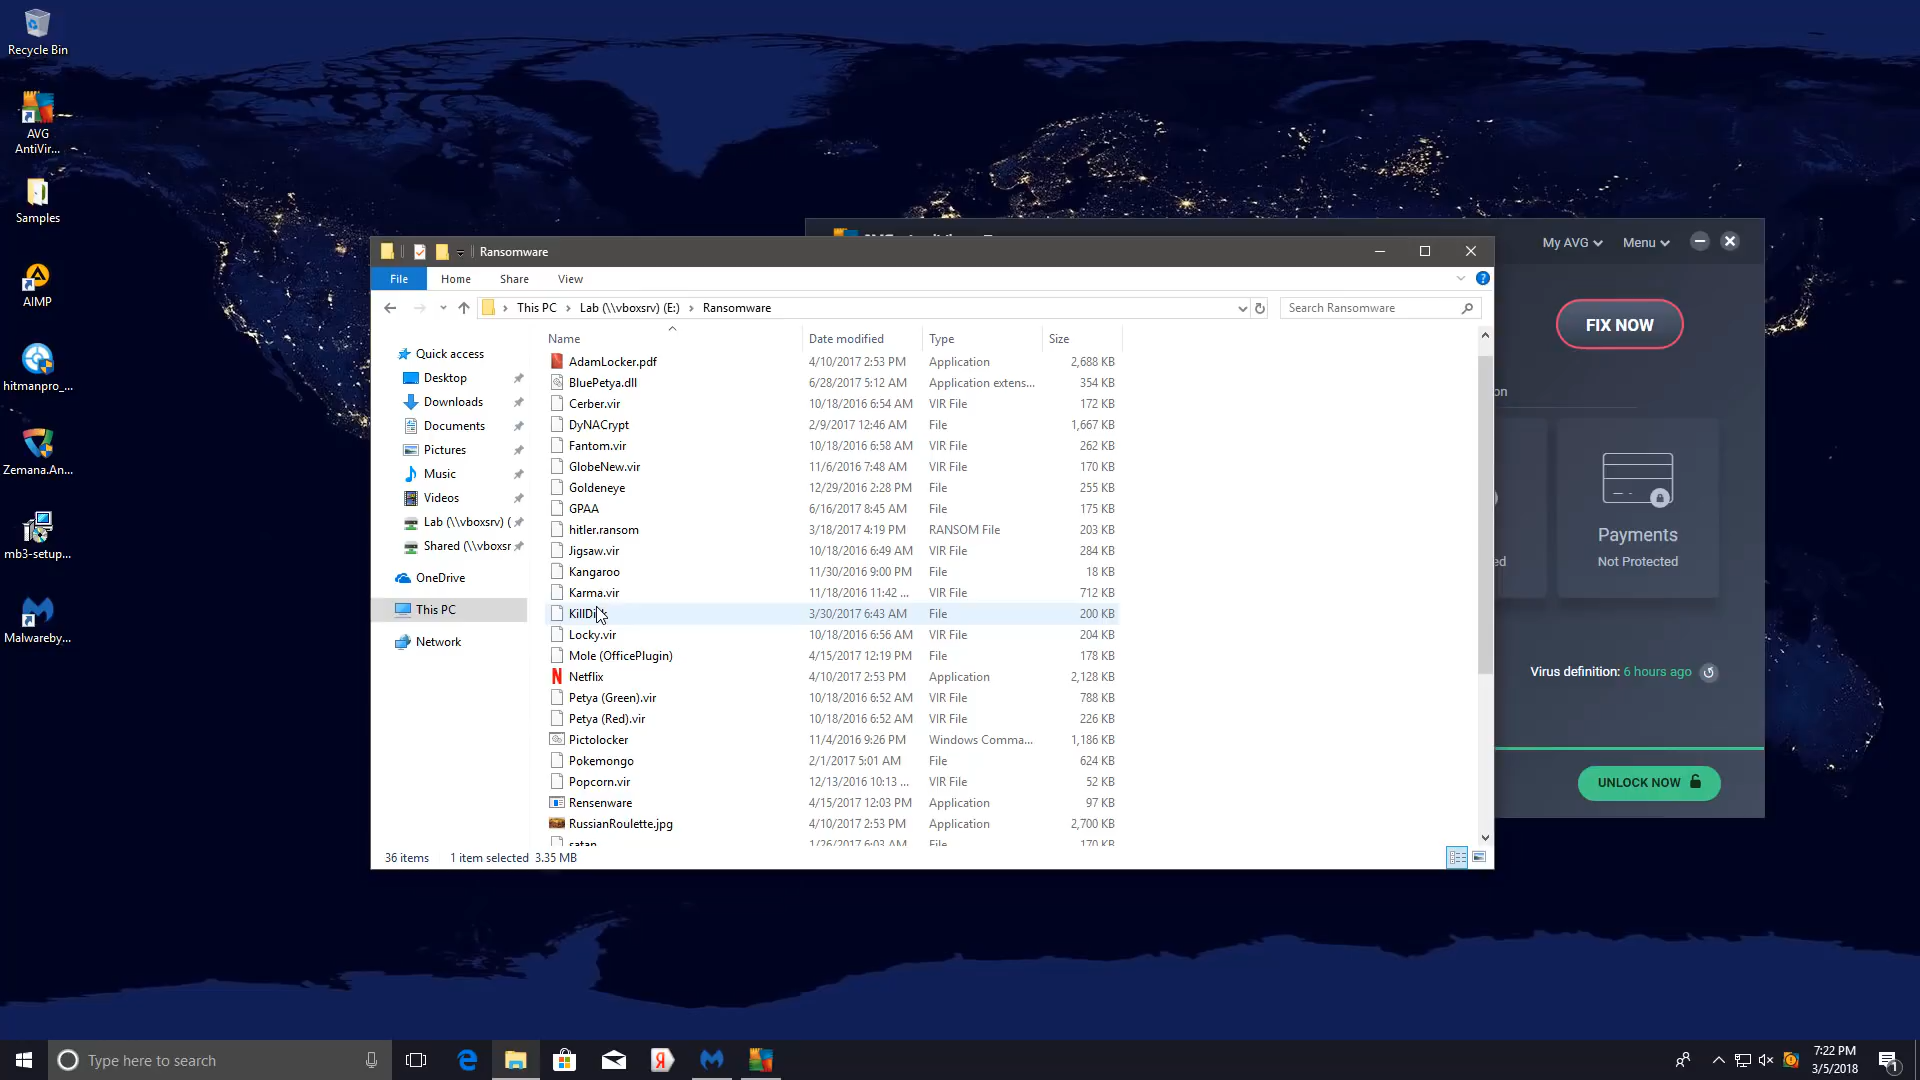 Recycle Bin
AVG
AntiVir...
Samples
AIMP
hitmanpro_...
Zemana.An...
mb3-setup...
Malwareby...
My AVG
Menu
FIX NOW
on
Payments
Not Protected
ed
Virus definition: 6 hours ago
UNLOCK NOW
Ransomware
File Home Share View
This PC › Lab (\\vboxsrv) (E:) › Ransomware
Search Ransomware
Quick access
Desktop
Downloads
Documents
Pictures
Music
Videos
Lab (\\vboxsrv) (
Shared (\\vboxsr
OneDrive
This PC
Network
Name Date modified Type Size
AdamLocker.pdf 4/10/2017 2:53 PM Application 2,688 KB
BluePetya.dll 6/28/2017 5:12 AM Application extens... 354 KB
Cerber.vir 10/18/2016 6:54 AM VIR File 172 KB
DyNACrypt 2/9/2017 12:46 AM File 1,667 KB
Fantom.vir 10/18/2016 6:58 AM VIR File 262 KB
GlobeNew.vir 11/6/2016 7:48 AM VIR File 170 KB
Goldeneye 12/29/2016 2:28 PM File 255 KB
GPAA 6/16/2017 8:45 AM File 175 KB
hitler.ransom 3/18/2017 4:19 PM RANSOM File 203 KB
Jigsaw.vir 10/18/2016 6:49 AM VIR File 284 KB
Kangaroo 11/30/2016 9:00 PM File 18 KB
Karma.vir 11/18/2016 11:42 ... VIR File 712 KB
KillDi 3/30/2017 6:43 AM File 200 KB
Locky.vir 10/18/2016 6:56 AM VIR File 204 KB
Mole (OfficePlugin) 4/15/2017 12:19 PM File 178 KB
Netflix 4/10/2017 2:53 PM Application 2,128 KB
Petya (Green).vir 10/18/2016 6:52 AM VIR File 788 KB
Petya (Red).vir 10/18/2016 6:52 AM VIR File 226 KB
Pictolocker 11/4/2016 9:26 PM Windows Comma... 1,186 KB
Pokemongo 2/1/2017 5:01 AM File 624 KB
Popcorn.vir 12/13/2016 10:13 ... VIR File 52 KB
Rensenware 4/15/2017 12:03 PM Application 97 KB
RussianRoulette.jpg 4/10/2017 2:53 PM Application 2,700 KB
satan 1/26/2017 6:03 AM File 170 KB
36 items 1 item selected 3.35 MB
Type here to search
7:22 PM
3/5/2018
1